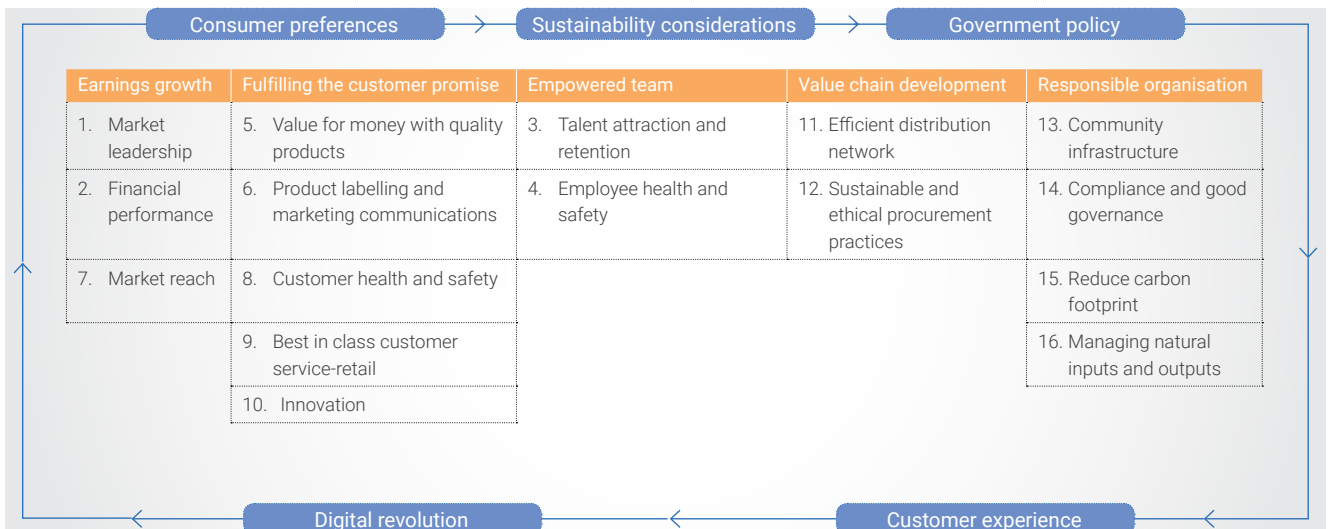 Consumer preferences
Sustainability considerations
Government policy
Earnings growth
Fulfilling the customer promise
Empowered team
Value chain development
Responsible organisation
1. Market
leadership
5. Value for money with quality
products
3. Talent attraction and
retention
11. Efficient distribution
network
13. Community
infrastructure
2. Financial
performance
6. Product labelling and
marketing communications
4. Employee health and
safety
12. Sustainable and
ethical procurement
practices
14. Compliance and good
governance
7. Market reach
8. Customer health and safety
15. Reduce carbon
footprint
9. Best in class customer
service-retail
16. Managing natural
inputs and outputs
10. Innovation
Digital revolution
Customer experience